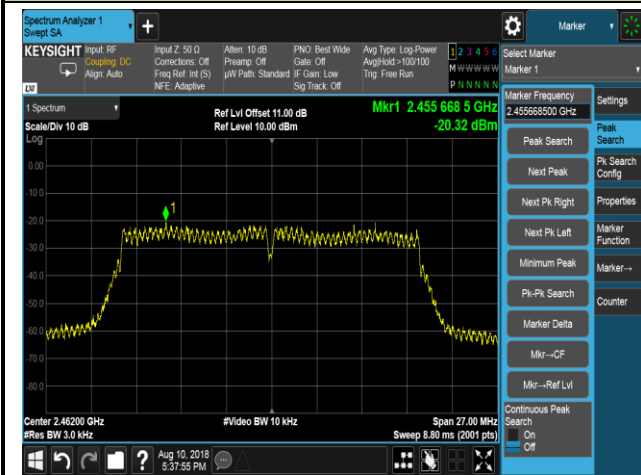 Spectrum Analyzer 1
Swept SA
+
Marker
KEYSIGHT
Input: RF
Coupling: DC
Align: Auto
Input Z: 50 Ω
Corrections: Off
Freq Ref: Int (S)
NFE: Adaptive
Atten: 10 dB
Preamp: Off
µW Path: Standard
PNO: Best Wide
Gate: Off
IF Gain: Low
Sig Track: Off
Avg Type: Log-Power
Avg|Hold:>100/100
Trig: Free Run
1 2 3 4 5 6
M W W W W W
P N N N N N
Select Marker
Marker 1
1 Spectrum
Scale/Div 10 dB
Log
Ref Lvl Offset 11.00 dB
Ref Level 10.00 dBm
Mkr1 2.455 668 5 GHz
-20.32 dBm
0.00
-10.0
-20.0
-30.0
-40.0
-50.0
-60.0
-70.0
-80.0
1
Center 2.46200 GHz
#Res BW 3.0 kHz
#Video BW 10 kHz
Span 27.00 MHz
Sweep 8.80 ms (2001 pts)
Marker Frequency
2.455668500 GHz
Peak Search
Next Peak
Next Pk Right
Next Pk Left
Minimum Peak
Pk-Pk Search
Marker Delta
Mkr→CF
Mkr→Ref Lvl
Continuous Peak
Search
On
Off
Settings
Peak
Search
Pk Search
Config
Properties
Marker
Function
Marker→
Counter
?
Aug 10, 2018
5:37:55 PM